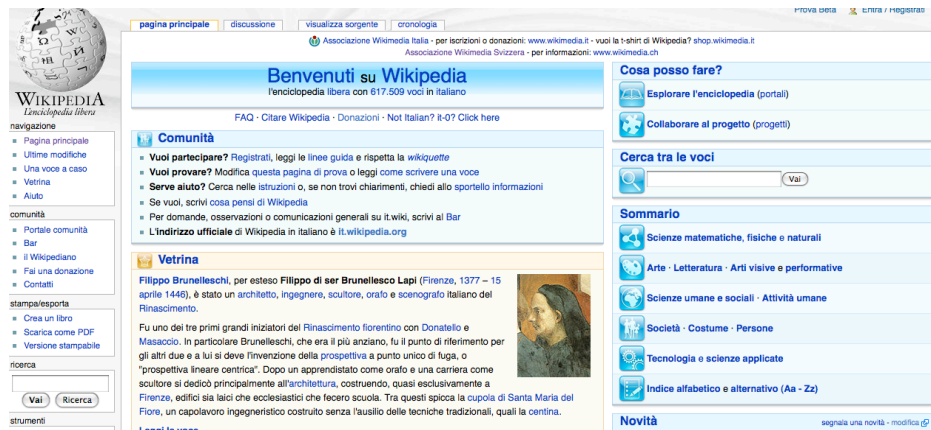 Prova Beta Entra / Registrati
pagina principale discussione visualizza sorgente cronologia
Associazione Wikimedia Italia - per iscrizioni o donazioni: www.wikimedia.it - vuoi la t-shirt di Wikipedia? shop.wikimedia.it
Associazione Wikimedia Svizzera - per informazioni: www.wikimedia.ch
WIKIPEDIA
L'enciclopedia libera
navigazione
Pagina principale
Ultime modifiche
Una voce a caso
Vetrina
Aiuto
comunità
Portale comunità
Bar
il Wikipediano
Fai una donazione
Contatti
stampa/esporta
Crea un libro
Scarica come PDF
Versione stampabile
ricerca
Vai Ricerca
strumenti
Benvenuti su Wikipedia
l'enciclopedia libera con 617.509 voci in italiano
FAQ · Citare Wikipedia · Donazioni · Not Italian? it-0? Click here
Comunità
Vuoi partecipare? Registrati, leggi le linee guida e rispetta la wikiquette
Vuoi provare? Modifica questa pagina di prova o leggi come scrivere una voce
Serve aiuto? Cerca nelle istruzioni o, se non trovi chiarimenti, chiedi allo sportello informazioni
Se vuoi, scrivi cosa pensi di Wikipedia
Per domande, osservazioni o comunicazioni generali su it.wiki, scrivi al Bar
L'indirizzo ufficiale di Wikipedia in italiano è it.wikipedia.org
Vetrina
Filippo Brunelleschi, per esteso Filippo di ser Brunellesco Lapi (Firenze, 1377 – 15
aprile 1446), è stato un architetto, ingegnere, scultore, orafo e scenografo italiano del
Rinascimento.
Fu uno dei tre primi grandi iniziatori del Rinascimento fiorentino con Donatello e
Masaccio. In particolare Brunelleschi, che era il più anziano, fu il punto di riferimento per
gli altri due e a lui si deve l'invenzione della prospettiva a punto unico di fuga, o
"prospettiva lineare centrica". Dopo un apprendistato come orafo e una carriera come
scultore si dedicò principalmente all'architettura, costruendo, quasi esclusivamente a
Firenze, edifici sia laici che ecclesiastici che fecero scuola. Tra questi spicca la cupola di Santa Maria del
Fiore, un capolavoro ingegneristico costruito senza l'ausilio delle tecniche tradizionali, quali la centina.
Leggi la voce
Cosa posso fare?
Esplorare l'enciclopedia (portali)
Collaborare al progetto (progetti)
Cerca tra le voci
Vai
Sommario
Scienze matematiche, fisiche e naturali
Arte · Letteratura · Arti visive e performative
Scienze umane e sociali · Attività umane
Società · Costume · Persone
Tecnologia e scienze applicate
Indice alfabetico e alternativo (Aa - Zz)
Novità segnala una novità - modifica